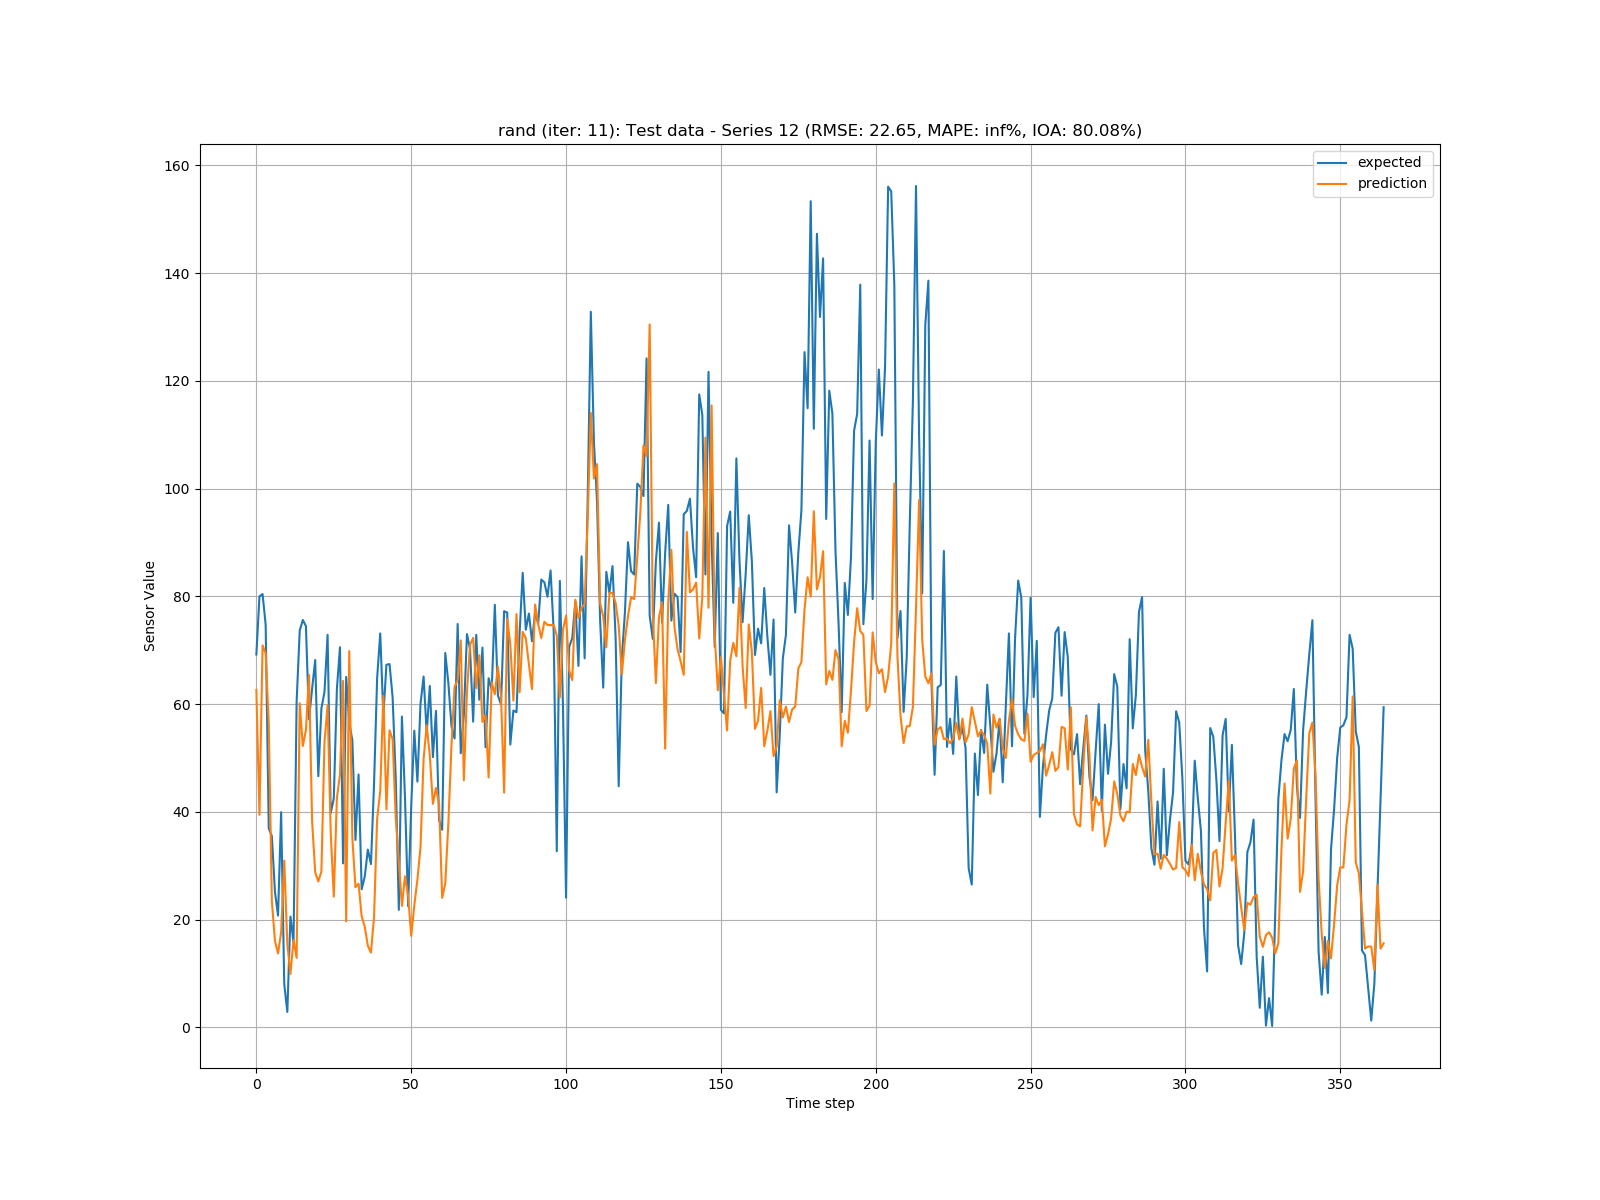 rand (iter: 11): Test data - Series 12 (RMSE: 22.65, MAPE: inf%, IOA: 80.08%)
expected
prediction
160
140
120
100
80
60
40
20
0
Sensor Value
0 50 100 150 200 250 300 350
Time step